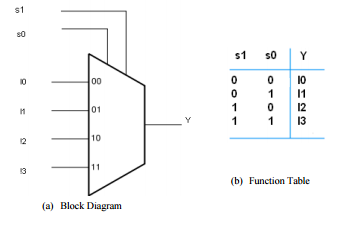 s1
s0
I0
00
I1
01
I2
10
I3
11
Y
(a) Block Diagram
s1 s0 Y
0 0 I0
0 1 I1
1 0 I2
1 1 I3
(b) Function Table